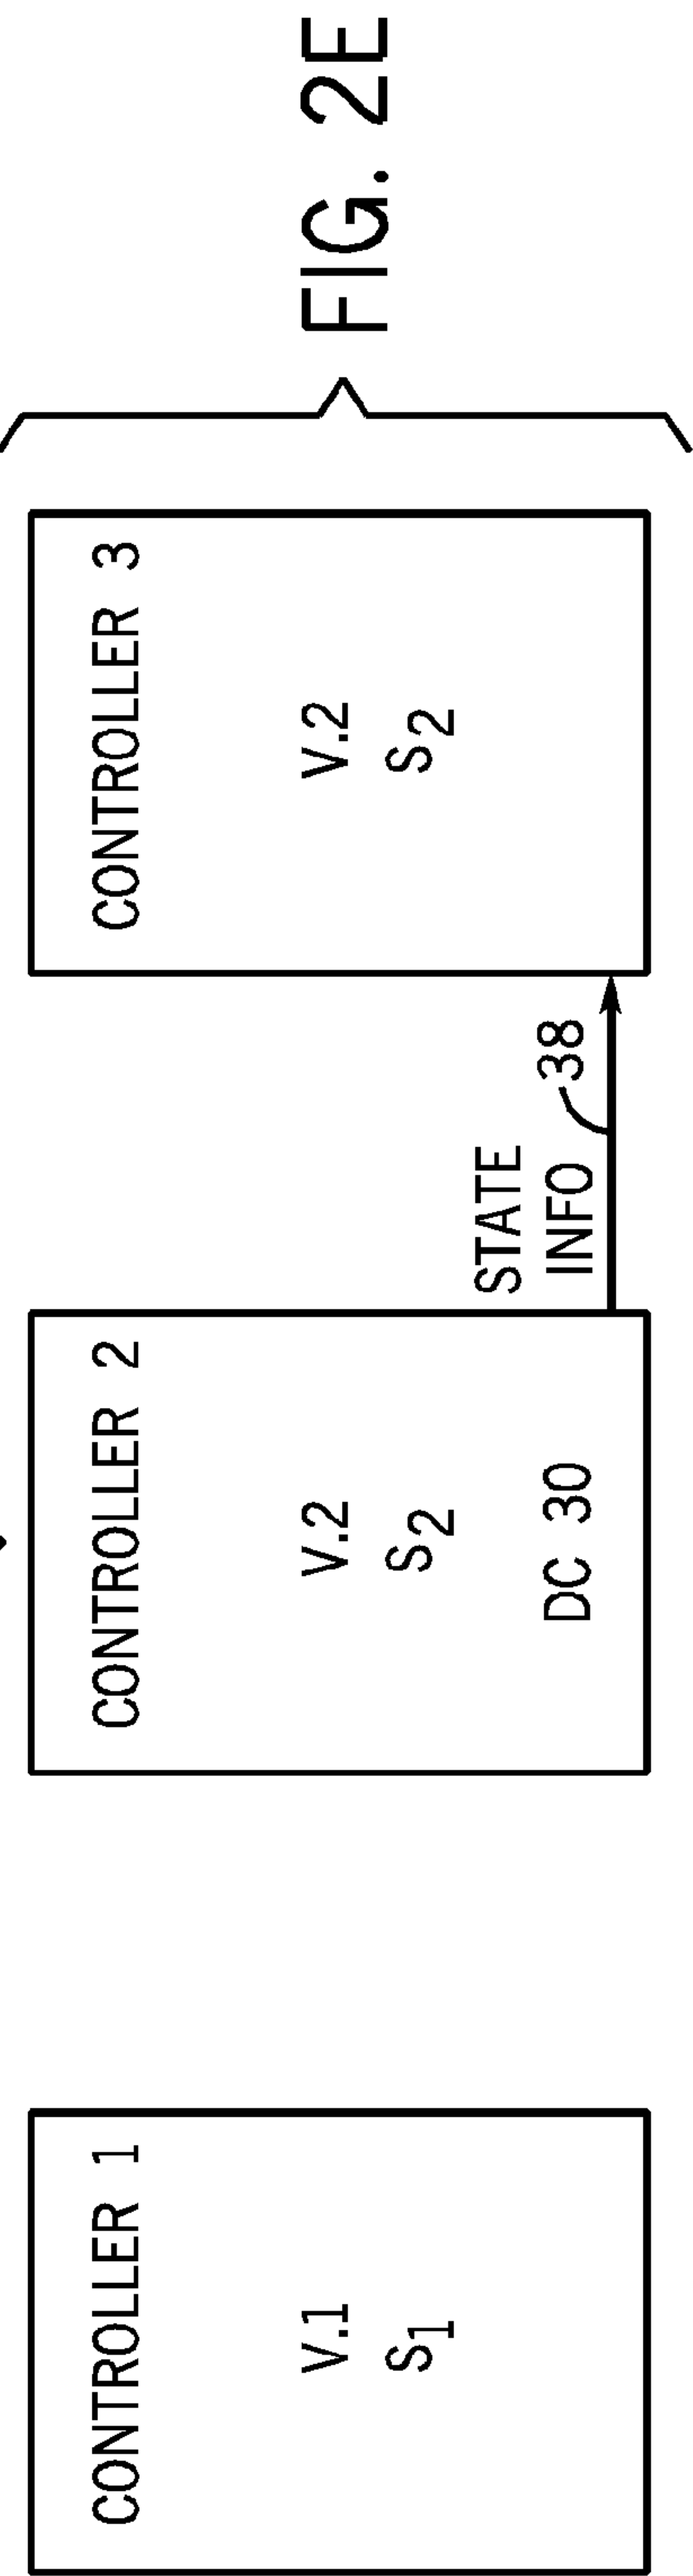 CONTROLLER 1
V.1
S1
CONTROLLER 2
V.2
S2
DC 30
STATE
INFO
38
CONTROLLER 3
V.2
S2
FIG. 2E